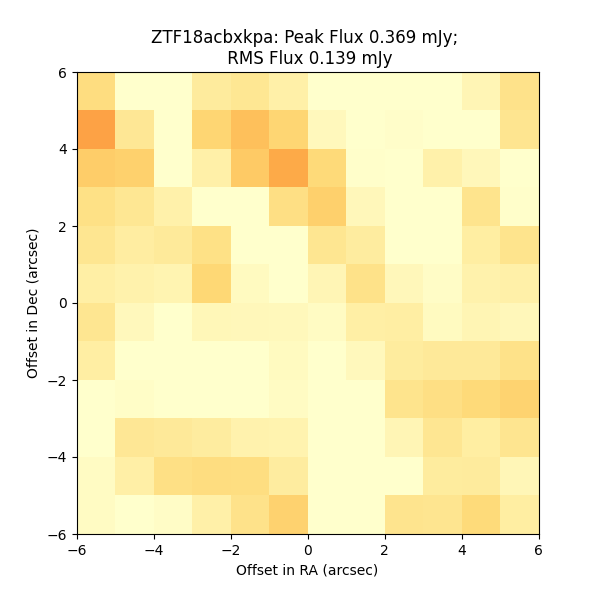 ZTF18acbxkpa: Peak Flux 0.369 mJy;
RMS Flux 0.139 mJy
6
4
2
0
−2
−4
−6
Offset in Dec (arcsec)
−6 −4 −2 0 2 4 6
Offset in RA (arcsec)